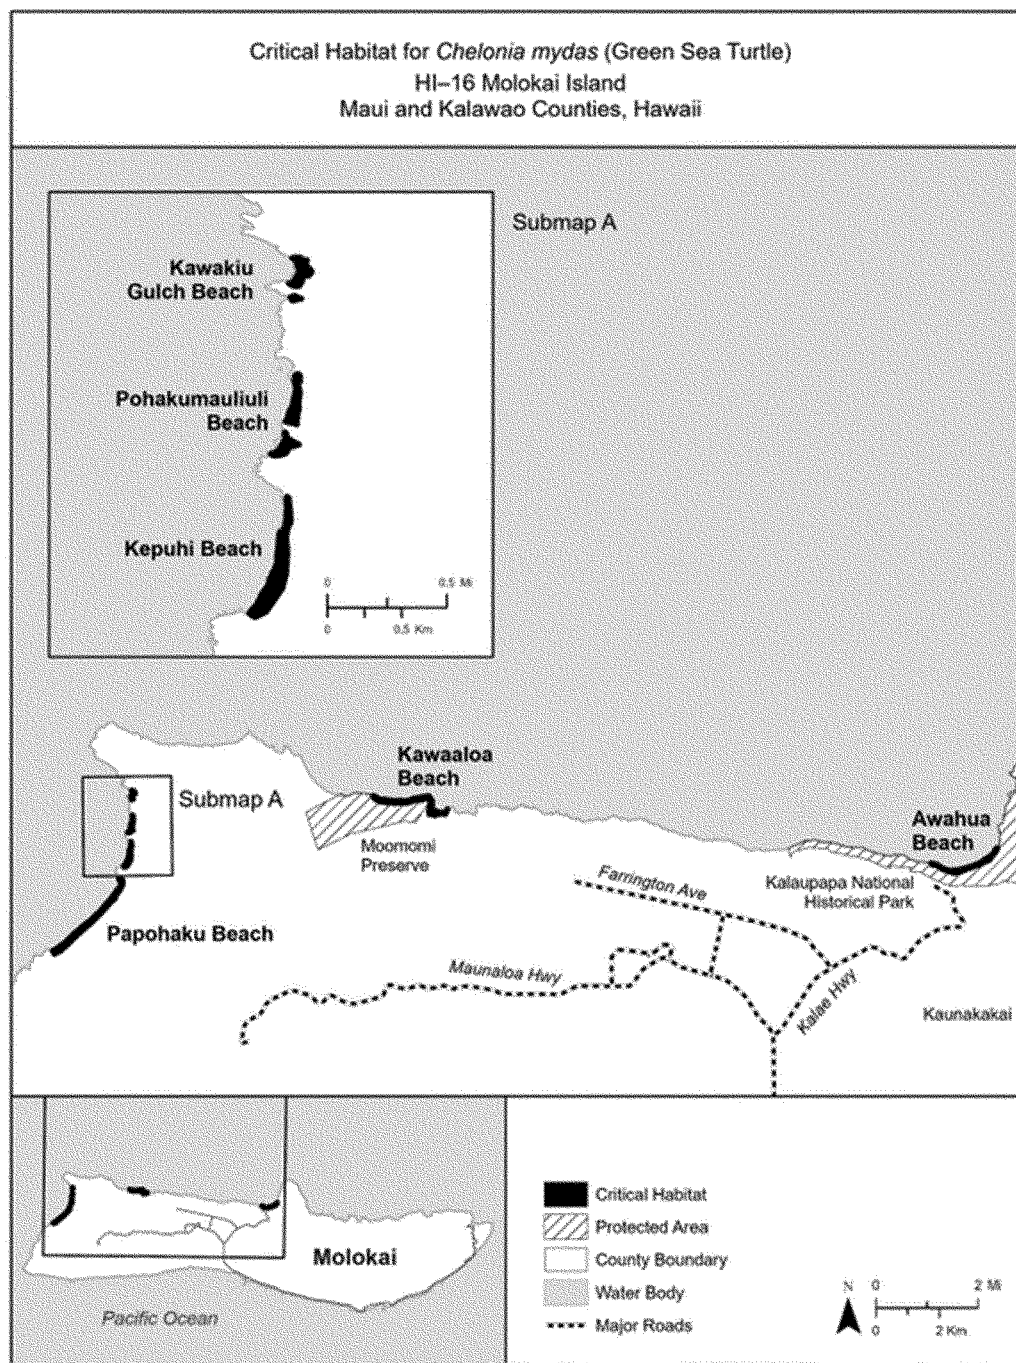 Critical Habitat for Chelonia mydas (Green Sea Turtle)
HI–16 Molokai Island
Maui and Kalawao Counties, Hawaii
Submap A
Kawakiu
Gulch Beach
Pohakumauliuli
Beach
Kepuhi Beach
0 0.5 Mi
0 0.5 Km
Kawaaloa
Beach
Submap A
Moomomi
Preserve
Awahua
Beach
Kalaupapa National
Historical Park
Farrington Ave
Papohaku Beach
Maunaloa Hwy
Kalae Hwy
Kaunakakai
Molokai
Pacific Ocean
Critical Habitat
Protected Area
County Boundary
Water Body
Major Roads
N
0 2 Mi
0 2 Km